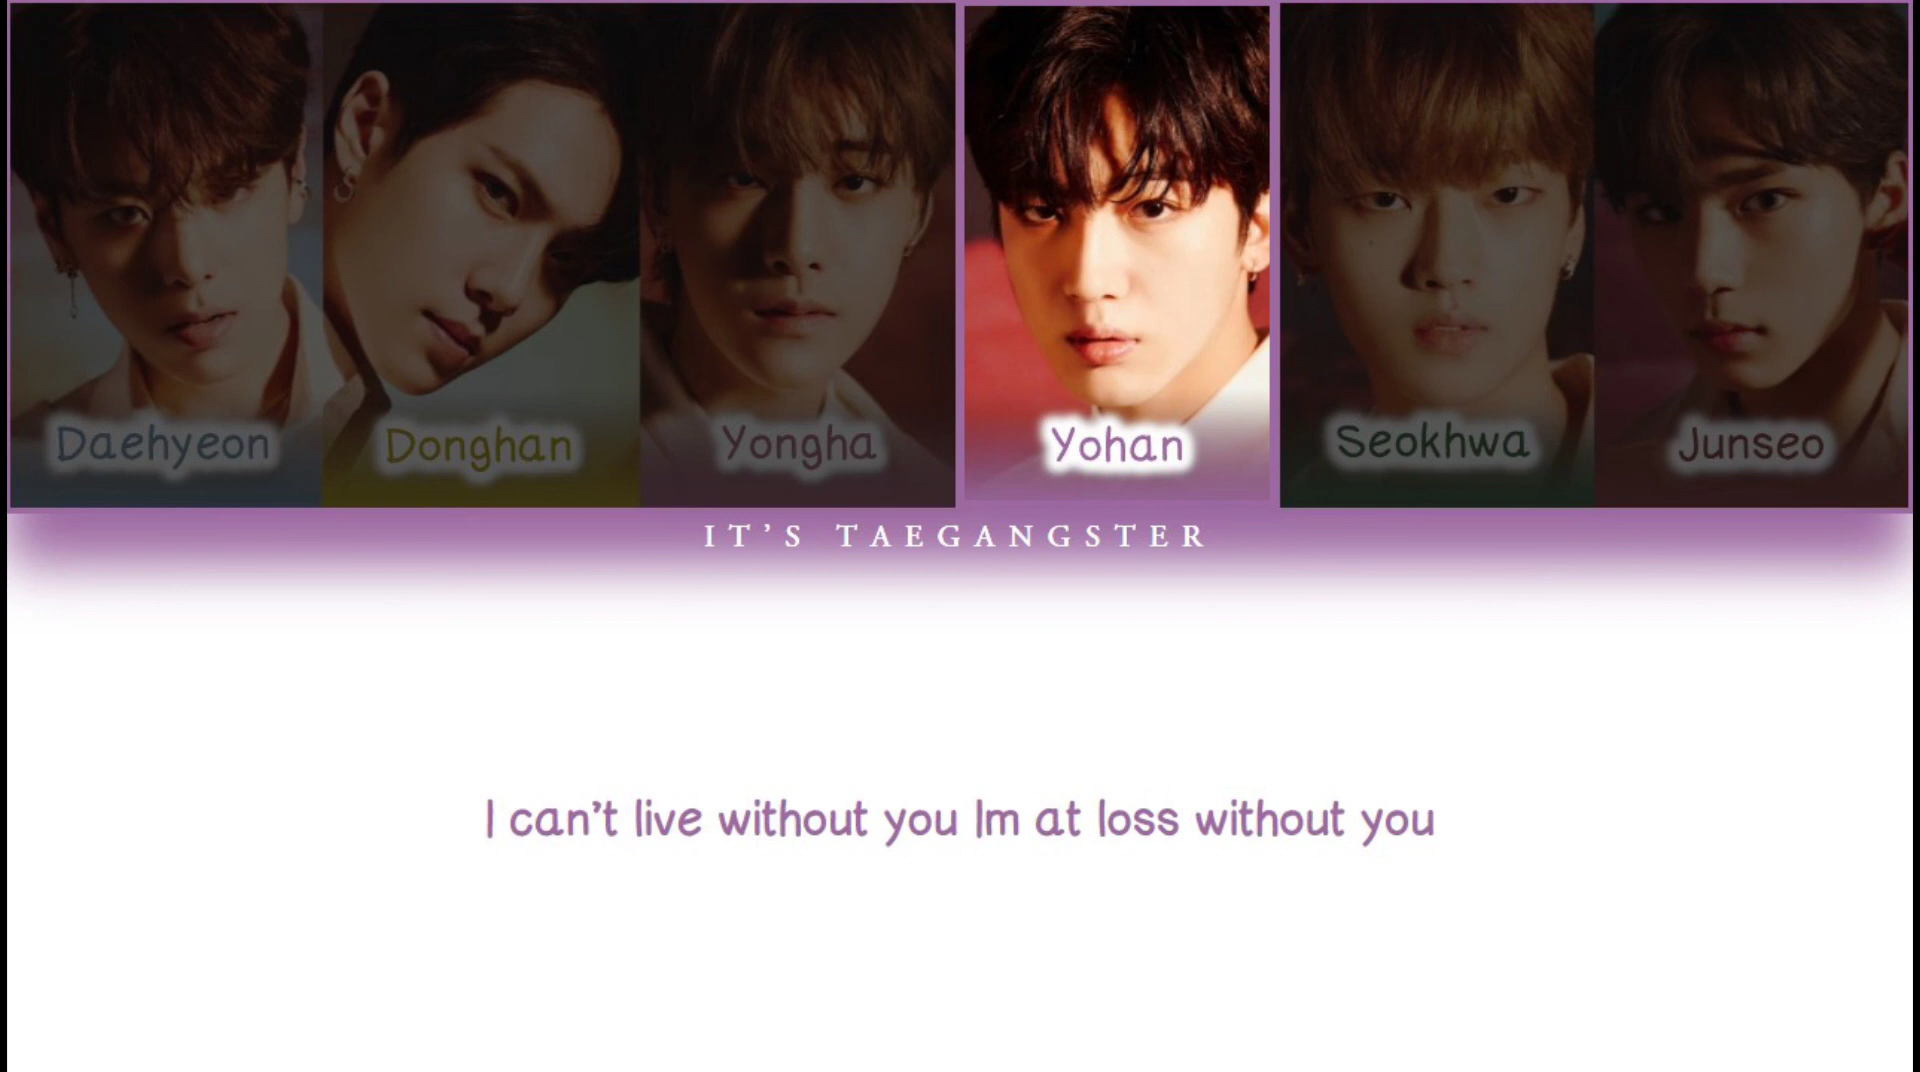 Daehyeon Donghan Yongha Yohan Seokhwa Junseo
IT'S TAEGANGSTER
I can't live without you Im at loss without you